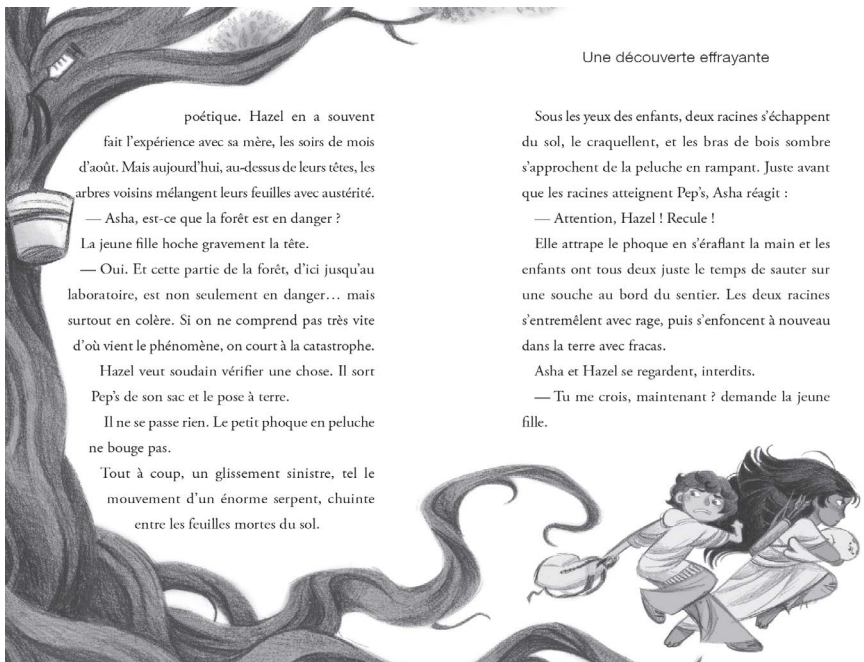 poétique. Hazel en a souvent
fait l’expérience avec sa mère, les soirs de mois
d’août. Mais aujourd’hui, au-dessus de leurs têtes, les
arbres voisins mélangent leurs feuilles avec austérité.
— Asha, est-ce que la forêt est en danger ?
La jeune fille hoche gravement la tête.
— Oui. Et cette partie de la forêt, d’ici jusqu’au
laboratoire, est non seulement en danger… mais
surtout en colère. Si on ne comprend pas très vite
d’où vient le phénomène, on court à la catastrophe.
Hazel veut soudain vérifier une chose. Il sort
Pep’s de son sac et le pose à terre.
Il ne se passe rien. Le petit phoque en peluche
ne bouge pas.
Tout à coup, un glissement sinistre, tel le
mouvement d’un énorme serpent, chuinte
entre les feuilles mortes du sol.
Une découverte effrayante
Sous les yeux des enfants, deux racines s’échappent
du sol, le craquellent, et les bras de bois sombre
s’approchent de la peluche en rampant. Juste avant
que les racines atteignent Pep’s, Asha réagit :
— Attention, Hazel ! Recule !
Elle attrape le phoque en s’éraflant la main et les
enfants ont tous deux juste le temps de sauter sur
une souche au bord du sentier. Les deux racines
s’entremêlent avec rage, puis s’enfoncent à nouveau
dans la terre avec fracas.
Asha et Hazel se regardent, interdits.
— Tu me crois, maintenant ? demande la jeune
fille.